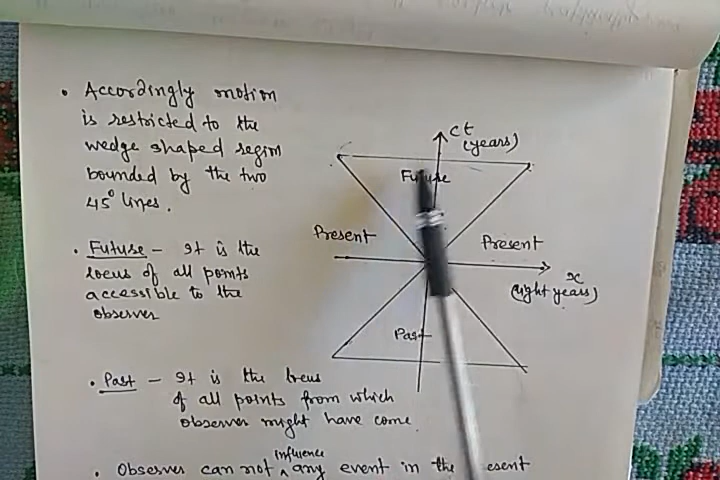 • Accordingly motion
is restricted to the
wedge shaped region
bounded by the two
45° lines.
• Future – It is the
locus of all points
accessible to the
observer
ct
(years)
Future
Present
Present
x
(light years)
Past
• Past – It is the locus
of all points from which
observer might have come.
• Observer can not influence any event in the